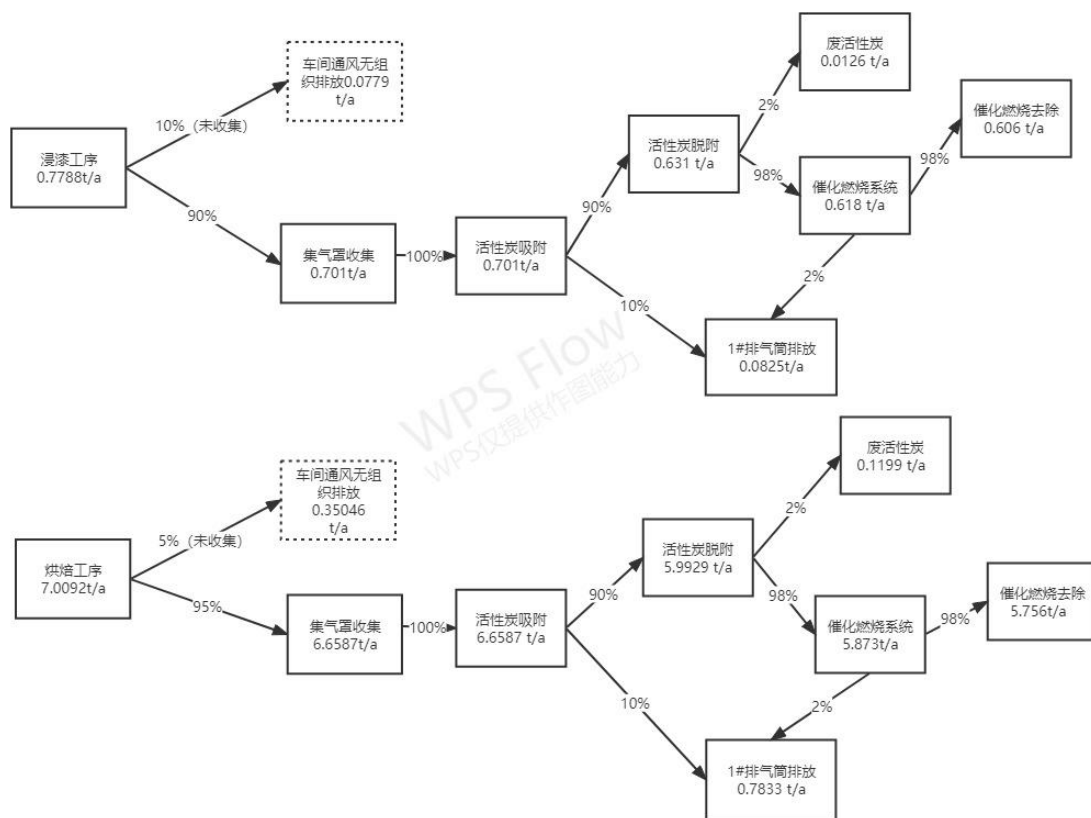 车间通风无组
织排放0.0779
t/a
10%（未收集）
浸漆工序
0.7788t/a
90%
集气罩收集
0.701t/a
100%
活性炭吸附
0.701t/a
90%
活性炭脱附
0.631 t/a
2%
废活性炭
0.0126 t/a
98%
催化燃烧系统
0.618 t/a
98%
催化燃烧去除
0.606 t/a
2%
10%
1#排气筒排放
0.0825t/a
WPS Flow
WPS仅提供作图能力
车间通风无组
织排放
0.35046
t/a
5%（未收集）
烘焙工序
7.0092t/a
95%
集气罩收集
6.6587t/a
100%
活性炭吸附
6.6587 t/a
90%
活性炭脱附
5.9929 t/a
2%
废活性炭
0.1199 t/a
98%
催化燃烧系统
5.873t/a
98%
催化燃烧去除
5.756t/a
2%
10%
1#排气筒排放
0.7833 t/a